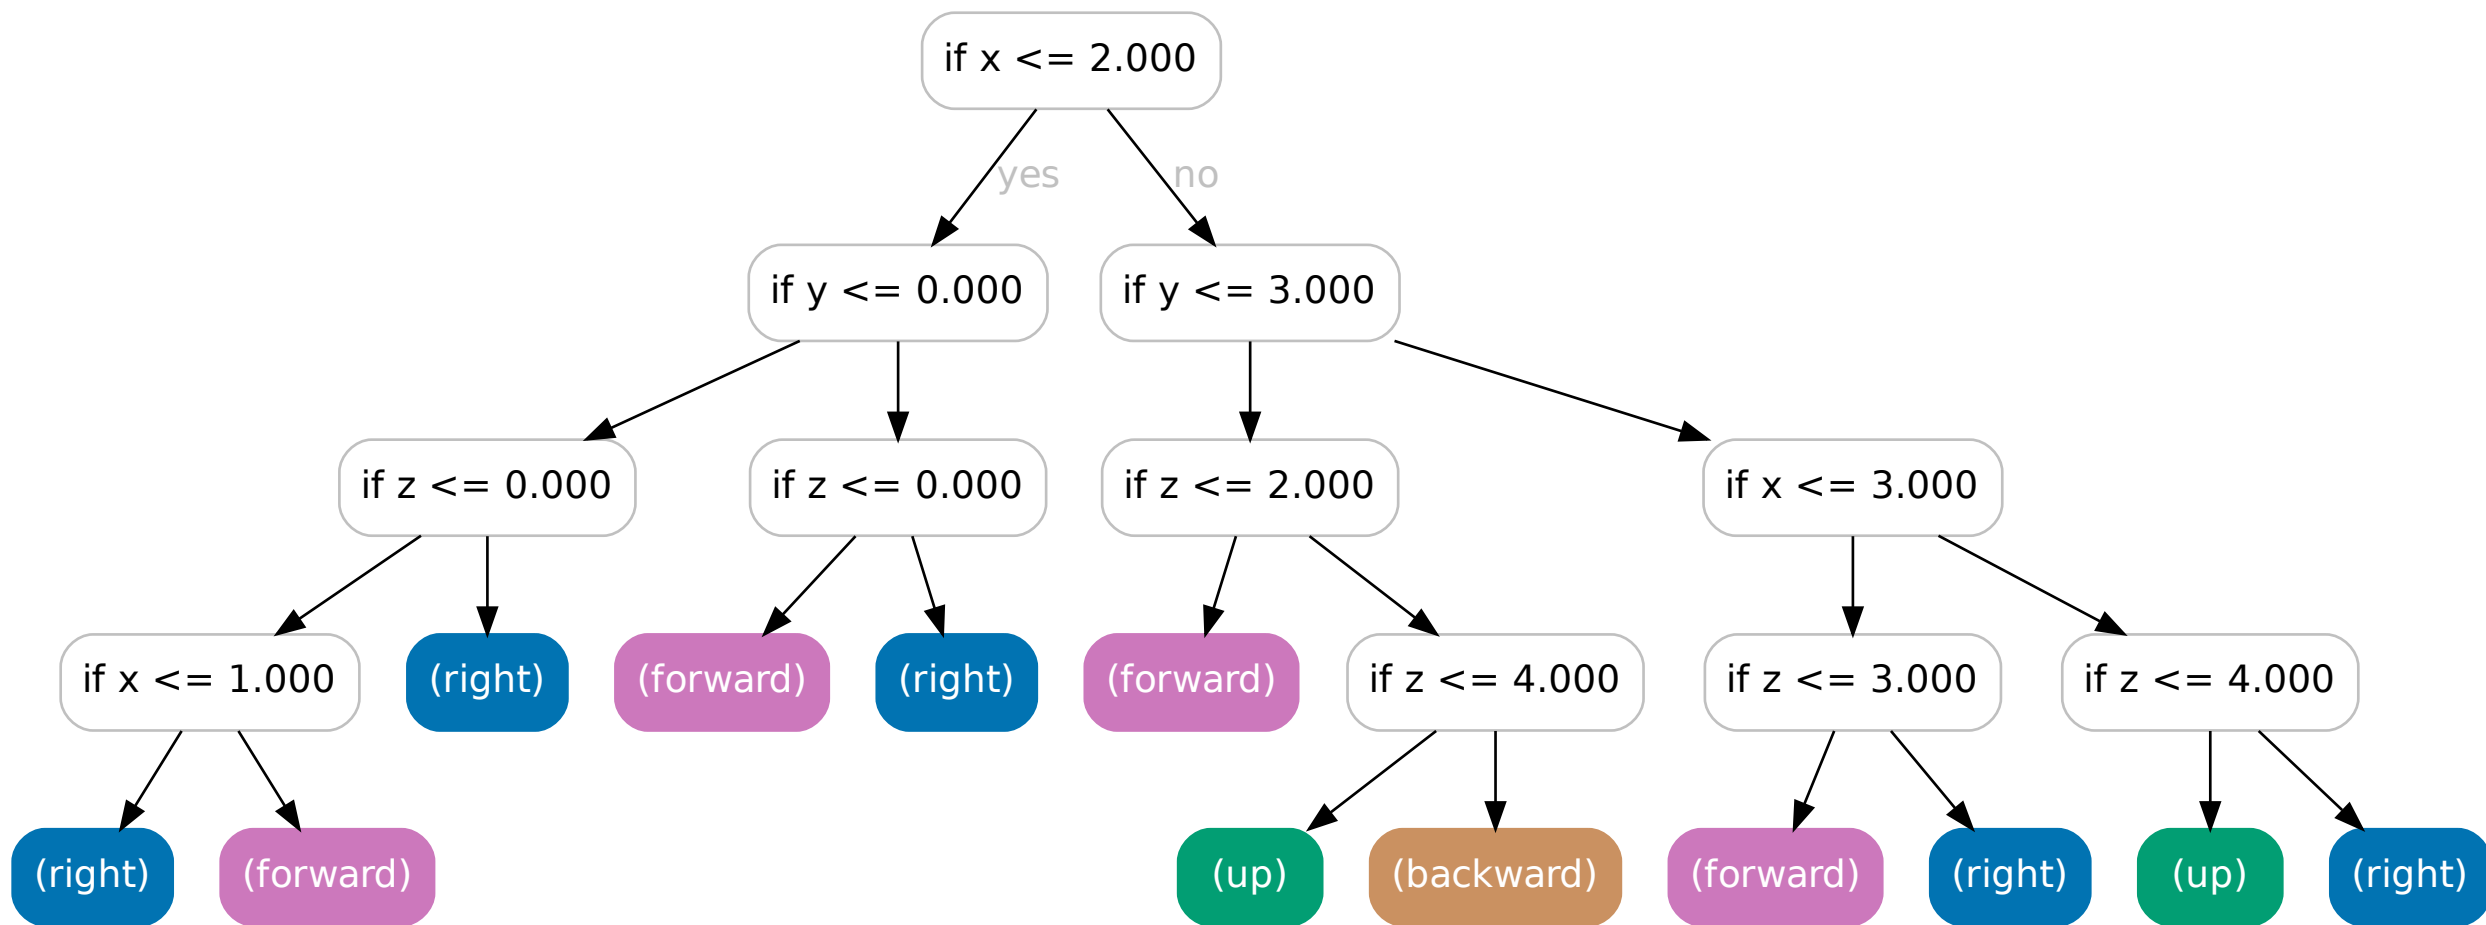 if x <= 2.000
yes
no
if y <= 0.000
if y <= 3.000
if z <= 0.000
if z <= 0.000
if z <= 2.000
if x <= 3.000
if x <= 1.000
(right)
(forward)
(right)
(forward)
if z <= 4.000
if z <= 3.000
if z <= 4.000
(right)
(forward)
(up)
(backward)
(forward)
(right)
(up)
(right)